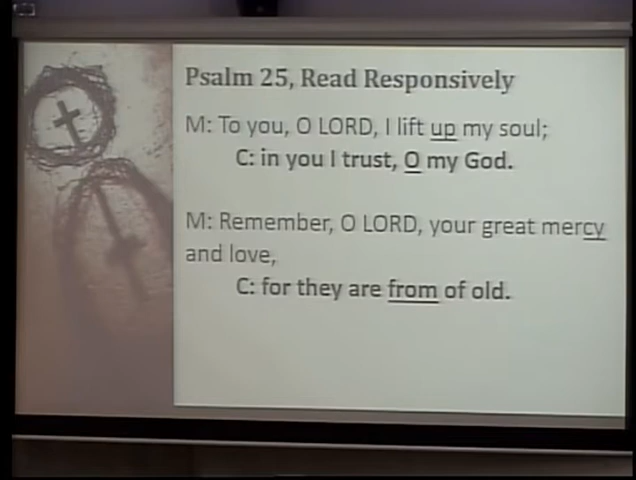 Psalm 25, Read Responsively
M: To you, O LORD, I lift up my soul;
C: in you I trust, O my God.
M: Remember, O LORD, your great mercy
and love,
C: for they are from of old.